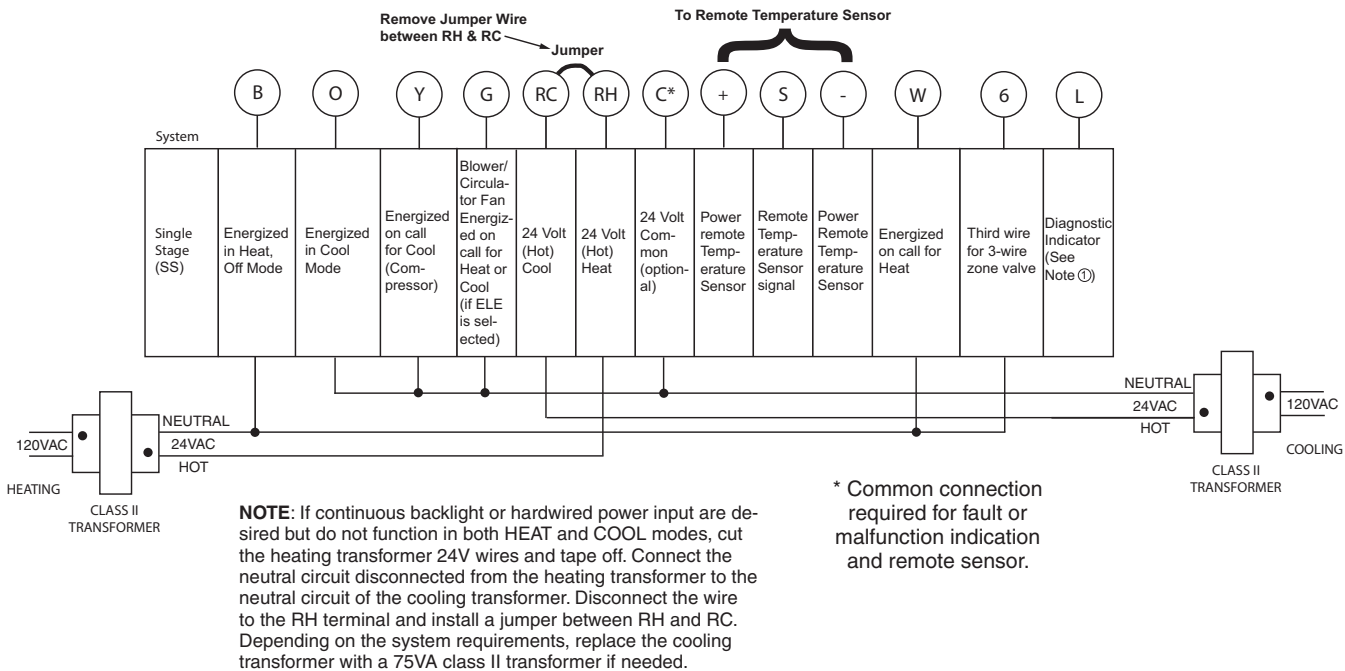 Remove Jumper Wire
between RH & RC
Jumper
To Remote Temperature Sensor
B
O
Y
G
RC
RH
C*
+
S
-
W
6
L
System
Single
Stage
(SS)
Energized
in Heat,
Off Mode
Energized
in Cool
Mode
Energized
on call
for Cool
(Com-
pressor)
Blower/
Circula-
tor Fan
Energiz-
ed on
call for
Heat or
Cool
(if ELE
is sel-
ected)
24 Volt
(Hot)
Cool
24 Volt
(Hot)
Heat
24 Volt
Com-
mon
(option-
al)
Power
remote
Temp-
erature
Sensor
Remote
Temp-
erature
Sensor
signal
Power
Remote
Temp-
erature
Sensor
Energized
on call for
Heat
Third wire
for 3-wire
zone valve
Diagnostic
Indicator
(See
Note ①)
120VAC
HEATING
NEUTRAL
24VAC
HOT
CLASS II
TRANSFORMER
NEUTRAL
24VAC
HOT
120VAC
COOLING
CLASS II
TRANSFORMER
NOTE: If continuous backlight or hardwired power input are de-
sired but do not function in both HEAT and COOL modes, cut
the heating transformer 24V wires and tape off. Connect the
neutral circuit disconnected from the heating transformer to the
neutral circuit of the cooling transformer. Disconnect the wire
to the RH terminal and install a jumper between RH and RC.
Depending on the system requirements, replace the cooling
transformer with a 75VA class II transformer if needed.
* Common connection
required for fault or
malfunction indication
and remote sensor.